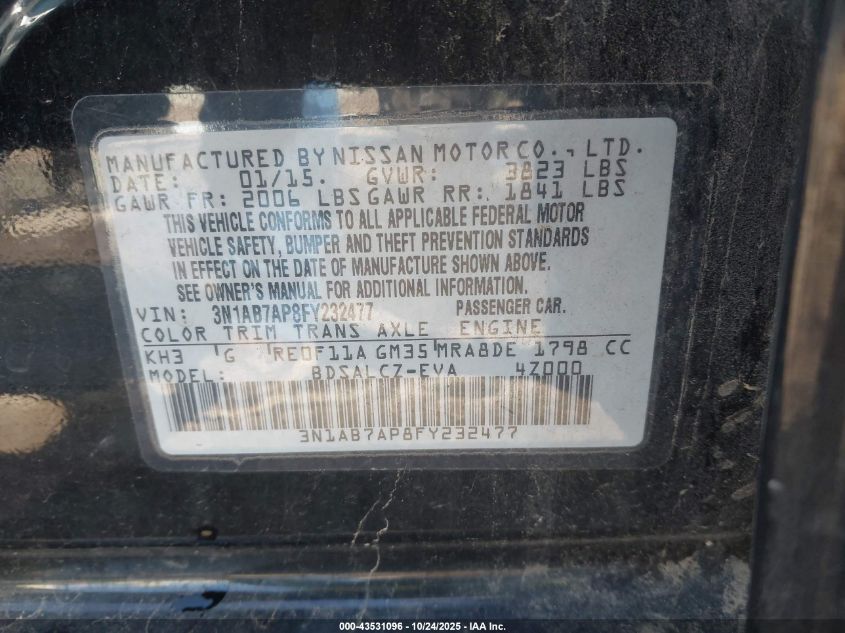 MANUFACTURED BY NISSAN MOTOR CO., LTD.
DATE: 01/15. GVWR: 3823 LBS
GAWR FR: 2006 LBS GAWR RR: 1841 LBS
THIS VEHICLE CONFORMS TO ALL APPLICABLE FEDERAL MOTOR
VEHICLE SAFETY, BUMPER AND THEFT PREVENTION STANDARDS
IN EFFECT ON THE DATE OF MANUFACTURE SHOWN ABOVE.
SEE OWNER'S MANUAL FOR ADDITIONAL INFORMATION.
VIN: 3N1AB7AP8FY232477 PASSENGER CAR.
COLOR TRIM TRANS AXLE ENGINE
KH3 G RE0F11A GM35 MRA8DE 1798 CC
MODEL: BDSALCZ-EVA 4Z000
3N1AB7AP8FY232477
000-43531096 • 10/24/2025 • IAA Inc.